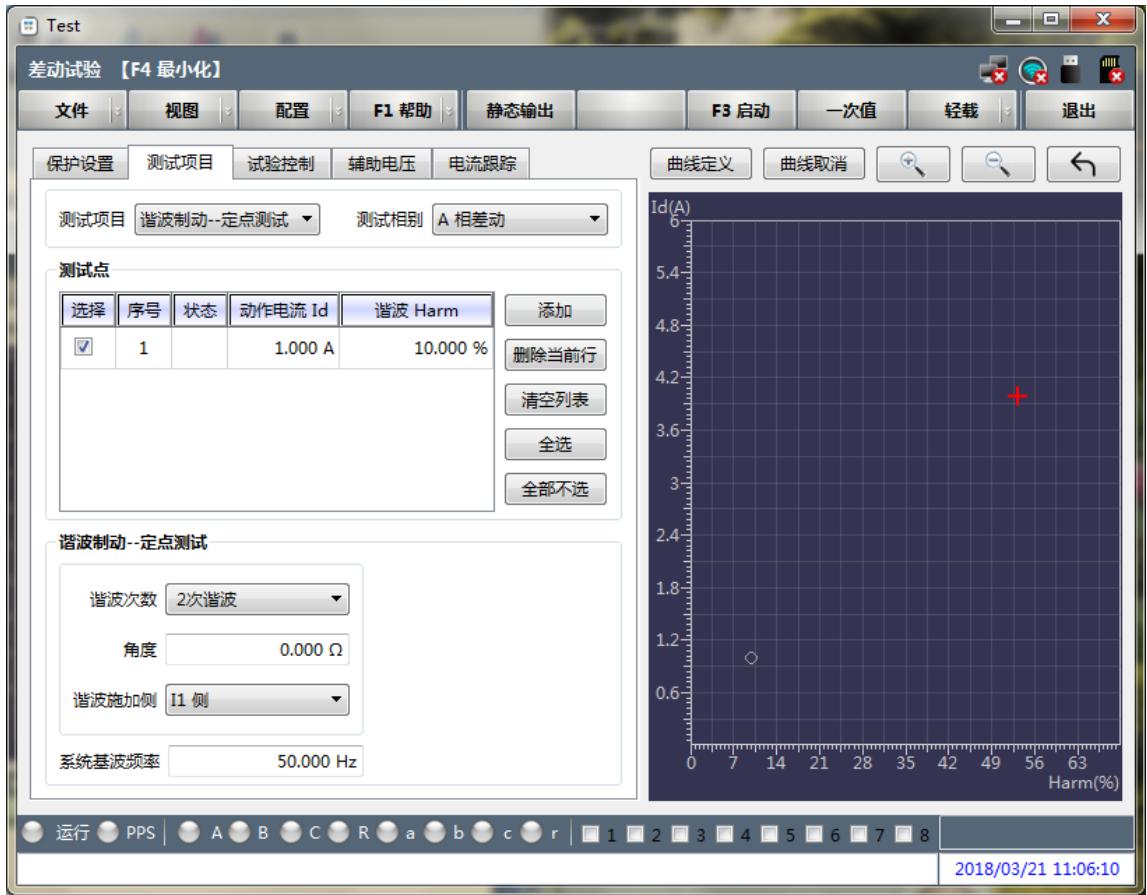 Test
差动试验 【F4 最小化】
文件 视图 配置 F1 帮助 静态输出 F3 启动 一次值 轻载 退出
保护设置 测试项目 试验控制 辅助电压 电流跟踪 曲线定义 曲线取消
测试项目 谐波制动--定点测试 测试相别 A 相差动
测试点
选择 序号 状态 动作电流 Id 谐波 Harm
1 1.000 A 10.000 %
添加
删除当前行
清空列表
全选
全部不选
谐波制动--定点测试
谐波次数 2次谐波
角度 0.000 Ω
谐波施加侧 I1 侧
系统基波频率 50.000 Hz
Id(A)
6
5.4
4.8
4.2
3.6
3
2.4
1.8
1.2
0.6
0 7 14 21 28 35 42 49 56 63
Harm(%)
运行 PPS A B C R a b c r 1 2 3 4 5 6 7 8
2018/03/21 11:06:10